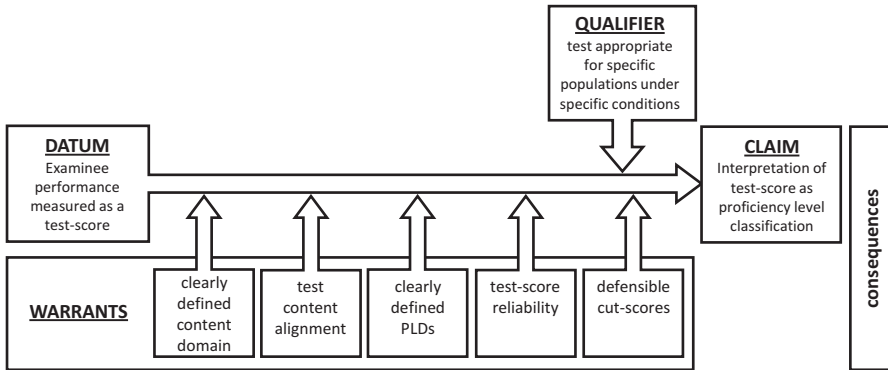 QUALIFIER
test appropriate
for specific
populations under
specific conditions
DATUM
Examinee
performance
measured as a
test-score
CLAIM
Interpretation of
test-score as
proficiency level
classification
consequences
WARRANTS
clearly
defined
content
domain
test
content
alignment
clearly
defined
PLDs
test-score
reliability
defensible
cut-scores